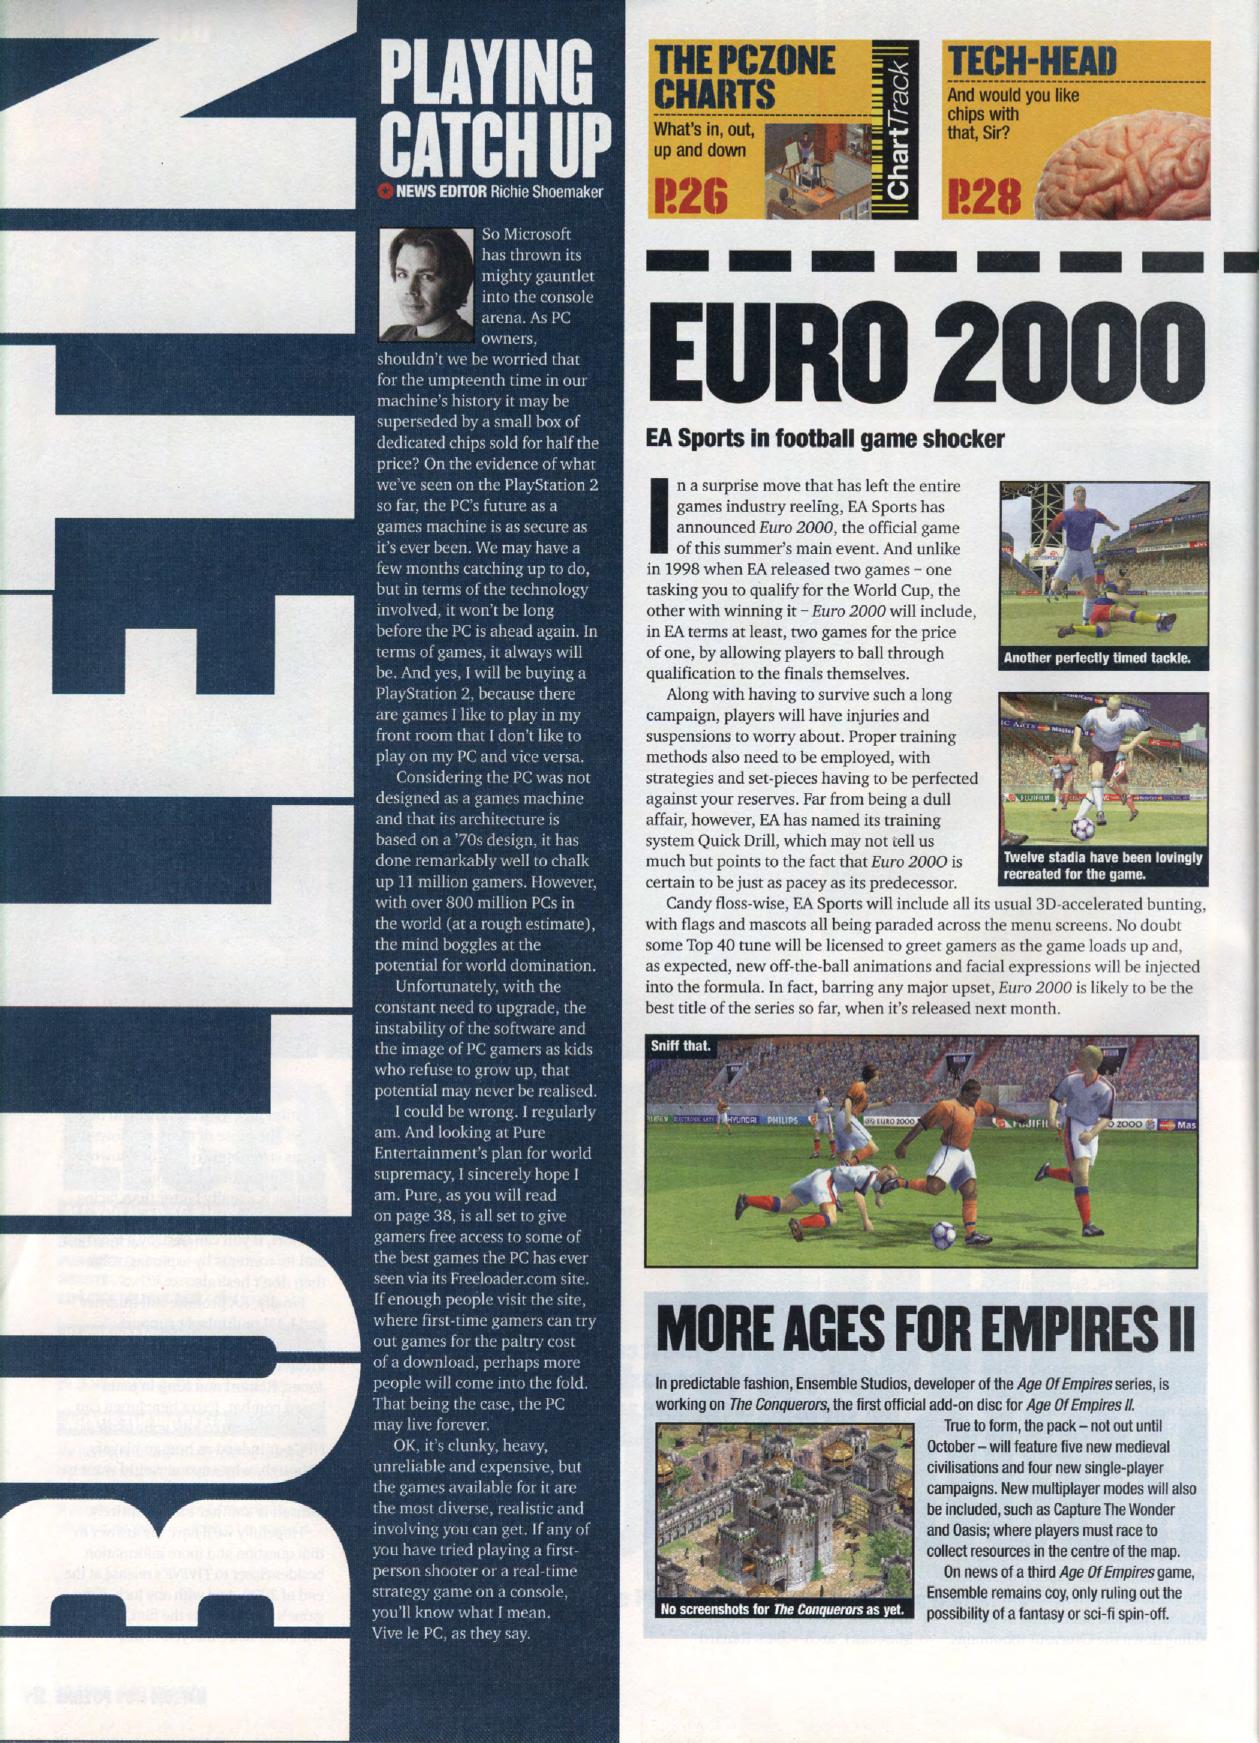 BULLETIN
PLAYING
CATCH UP
NEWS EDITOR Richie Shoemaker
So Microsoft
has thrown its
mighty gauntlet
into the console
arena. As PC
owners,
shouldn't we be worried that
for the umpteenth time in our
machine's history it may be
superseded by a small box of
dedicated chips sold for half the
price? On the evidence of what
we've seen on the PlayStation 2
so far, the PC's future as a
games machine is as secure as
it's ever been. We may have a
few months catching up to do,
but in terms of the technology
involved, it won't be long
before the PC is ahead again. In
terms of games, it always will
be. And yes, I will be buying a
PlayStation 2, because there
are games I like to play in my
front room that I don't like to
play on my PC and vice versa.
Considering the PC was not
designed as a games machine
and that its architecture is
based on a '70s design, it has
done remarkably well to chalk
up 11 million gamers. However,
with over 800 million PCs in
the world (at a rough estimate),
the mind boggles at the
potential for world domination.
Unfortunately, with the
constant need to upgrade, the
instability of the software and
the image of PC gamers as kids
who refuse to grow up, that
potential may never be realised.
I could be wrong. I regularly
am. And looking at Pure
Entertainment's plan for world
supremacy, I sincerely hope I
am. Pure, as you will read
on page 38, is all set to give
gamers free access to some of
the best games the PC has ever
seen via its Freeloader.com site.
If enough people visit the site,
where first-time gamers can try
out games for the paltry cost
of a download, perhaps more
people will come into the fold.
That being the case, the PC
may live forever.
OK, it's clunky, heavy,
unreliable and expensive, but
the games available for it are
the most diverse, realistic and
involving you can get. If any of
you have tried playing a first-
person shooter or a real-time
strategy game on a console,
you'll know what I mean.
Vive le PC, as they say.
THE PCZONE
CHARTS
What's in, out,
up and down
P.26
ChartTrack
TECH-HEAD
And would you like
chips with
that, Sir?
P.28
EURO 2000
EA Sports in football game shocker
In a surprise move that has left the entire
games industry reeling, EA Sports has
announced Euro 2000, the official game
of this summer's main event. And unlike
in 1998 when EA released two games – one
tasking you to qualify for the World Cup, the
other with winning it – Euro 2000 will include,
in EA terms at least, two games for the price
of one, by allowing players to ball through
qualification to the finals themselves.
Along with having to survive such a long
campaign, players will have injuries and
suspensions to worry about. Proper training
methods also need to be employed, with
strategies and set-pieces having to be perfected
against your reserves. Far from being a dull
affair, however, EA has named its training
system Quick Drill, which may not tell us
much but points to the fact that Euro 2000 is
certain to be just as pacey as its predecessor.
Candy floss-wise, EA Sports will include all its usual 3D-accelerated bunting,
with flags and mascots all being paraded across the menu screens. No doubt
some Top 40 tune will be licensed to greet gamers as the game loads up and,
as expected, new off-the-ball animations and facial expressions will be injected
into the formula. In fact, barring any major upset, Euro 2000 is likely to be the
best title of the series so far, when it's released next month.
Another perfectly timed tackle.
Twelve stadia have been lovingly
recreated for the game.
Sniff that.
ELECTRONIC ARTS HYUNDAI PHILIPS EURO 2000 FUJIFIL O 2000 Mas
MORE AGES FOR EMPIRES II
In predictable fashion, Ensemble Studios, developer of the Age Of Empires series, is
working on The Conquerors, the first official add-on disc for Age Of Empires II.
True to form, the pack – not out until
October – will feature five new medieval
civilisations and four new single-player
campaigns. New multiplayer modes will also
be included, such as Capture The Wonder
and Oasis; where players must race to
collect resources in the centre of the map.
On news of a third Age Of Empires game,
Ensemble remains coy, only ruling out the
possibility of a fantasy or sci-fi spin-off.
No screenshots for The Conquerors as yet.